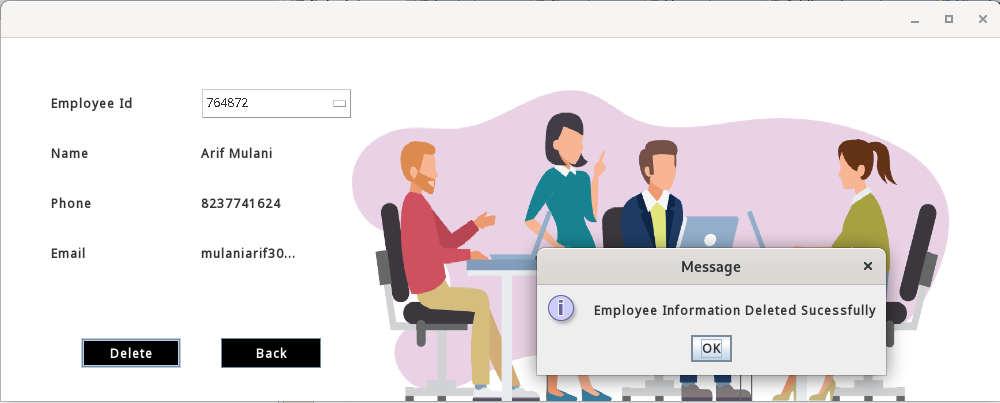 Employee Id
764872
Name
Arif Mulani
Phone
8237741624
Email
mulaniarif30...
Message
Employee Information Deleted Sucessfully
OK
Delete
Back